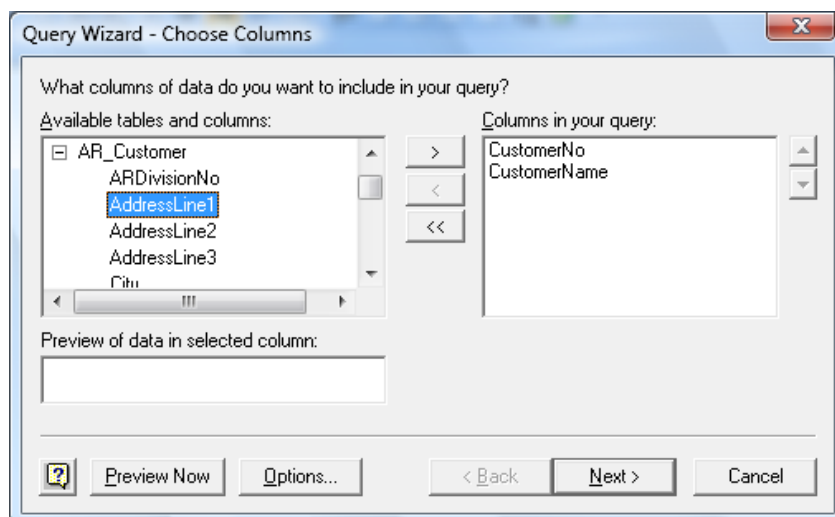 Query Wizard - Choose Columns
What columns of data do you want to include in your query?
Available tables and columns:
AR_Customer
ARDivisionNo
AddressLine1
AddressLine2
AddressLine3
City
>
<
<<
Columns in your query:
CustomerNo
CustomerName
Preview of data in selected column:
Preview Now
Options...
< Back
Next >
Cancel